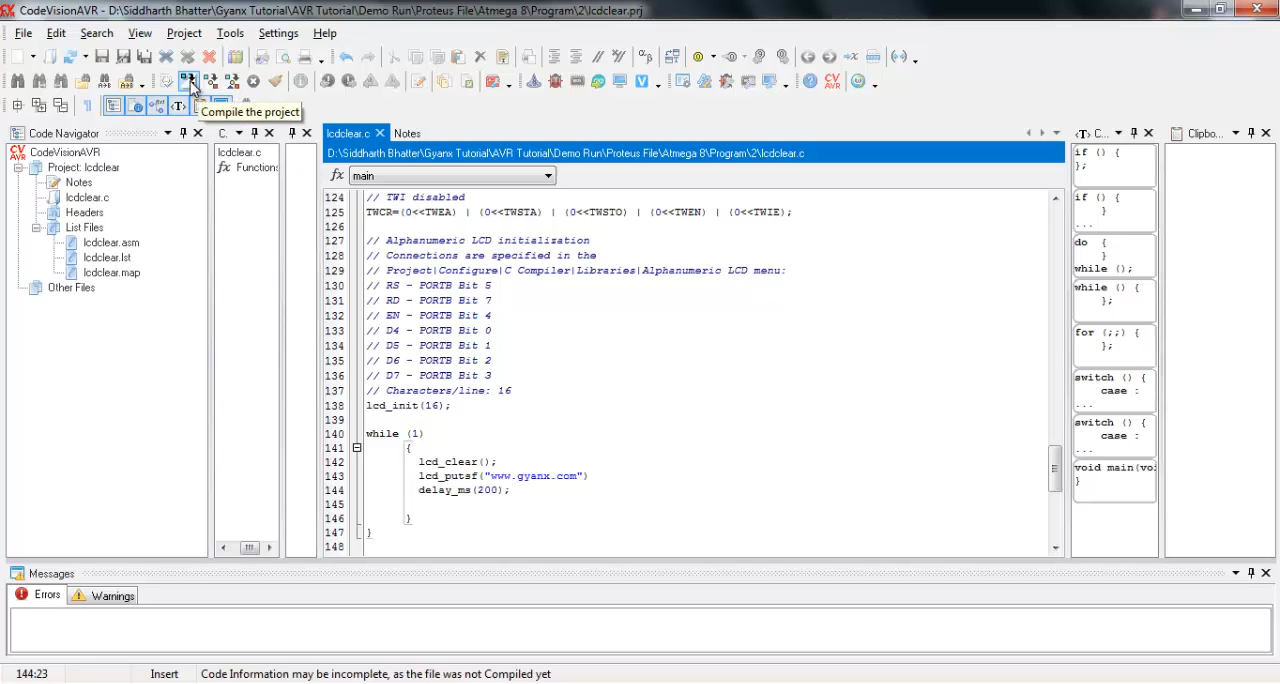 CodeVisionAVR - D:\Siddharth Bhatter\Gyanx Tutorial\AVR Tutorial\Demo Run\Proteus File\Atmega 8\Program\2\lcdclear.prj
File Edit Search View Project Tools Settings Help
Compile the project
Code Navigator
C.
lcdclear.c
Notes
C...
Clipbo...
CodeVisionAVR
Project: lcdclear
Notes
lcdclear.c
Headers
List Files
lcdclear.asm
lcdclear.lst
lcdclear.map
Other Files
lcdclear.c
Functions
D:\Siddharth Bhatter\Gyanx Tutorial\AVR Tutorial\Demo Run\Proteus File\Atmega 8\Program\2\lcdclear.c
main
124 // TWI disabled
125 TWCR=(0<<TWEA) | (0<<TWSTA) | (0<<TWSTO) | (0<<TWEN) | (0<<TWIE);
126
127 // Alphanumeric LCD initialization
128 // Connections are specified in the
129 // Project|Configure|C Compiler|Libraries|Alphanumeric LCD menu:
130 // RS - PORTB Bit 5
131 // RD - PORTB Bit 7
132 // EN - PORTB Bit 4
133 // D4 - PORTB Bit 0
134 // D5 - PORTB Bit 1
135 // D6 - PORTB Bit 2
136 // D7 - PORTB Bit 3
137 // Characters/line: 16
138 lcd_init(16);
139
140 while (1)
141 {
142 lcd_clear();
143 lcd_putsf("www.gyanx.com")
144 delay_ms(200);
145
146 }
147 }
148
if () {
};
if () {
}
...
do {
}
while ();
while () {
};
for (;;) {
};
switch () {
case :
...
switch () {
case :
...
void main(voi
}
Messages
Errors
Warnings
144:23
Insert
Code Information may be incomplete, as the file was not Compiled yet